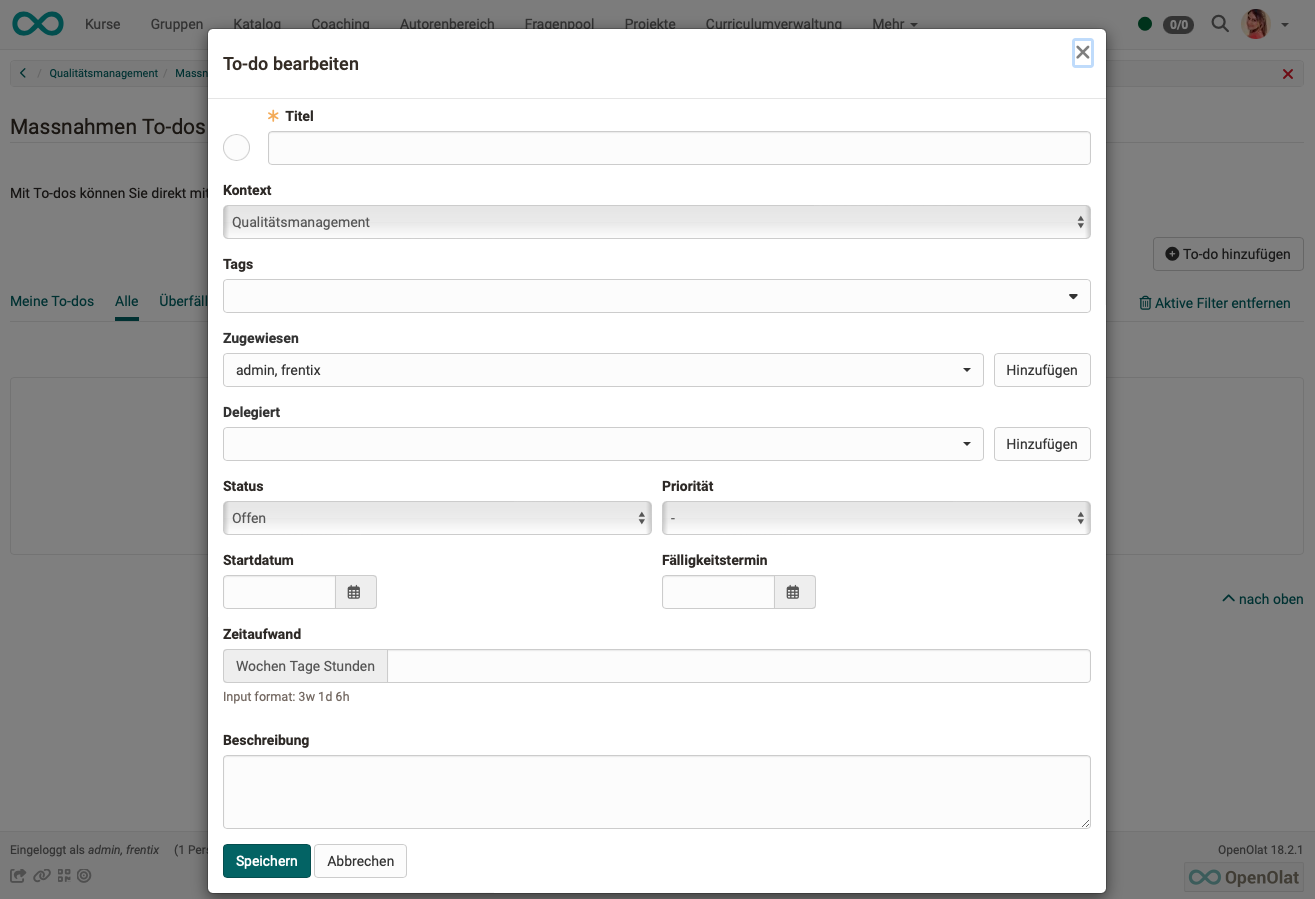 Kurse Gruppen Katalog Coaching Autorenbereich Fragenpool Projekte Curriculumverwaltung Mehr 0/0
To-do bearbeiten
/ Qualitätsmanagement / Massn
* Titel
Massnahmen To-dos
Mit To-dos können Sie direkt mit
Kontext
Qualitätsmanagement
To-do hinzufügen
Tags
Meine To-dos Alle Überfäll
Aktive Filter entfernen
Zugewiesen
admin, frentix Hinzufügen
Delegiert
Hinzufügen
Status Priorität
Offen -
Startdatum Fälligkeitstermin
nach oben
Zeitaufwand
Wochen Tage Stunden
Input format: 3w 1d 6h
Beschreibung
Speichern Abbrechen
Eingeloggt als admin, frentix (1 Pers
OpenOlat 18.2.1
OpenOlat